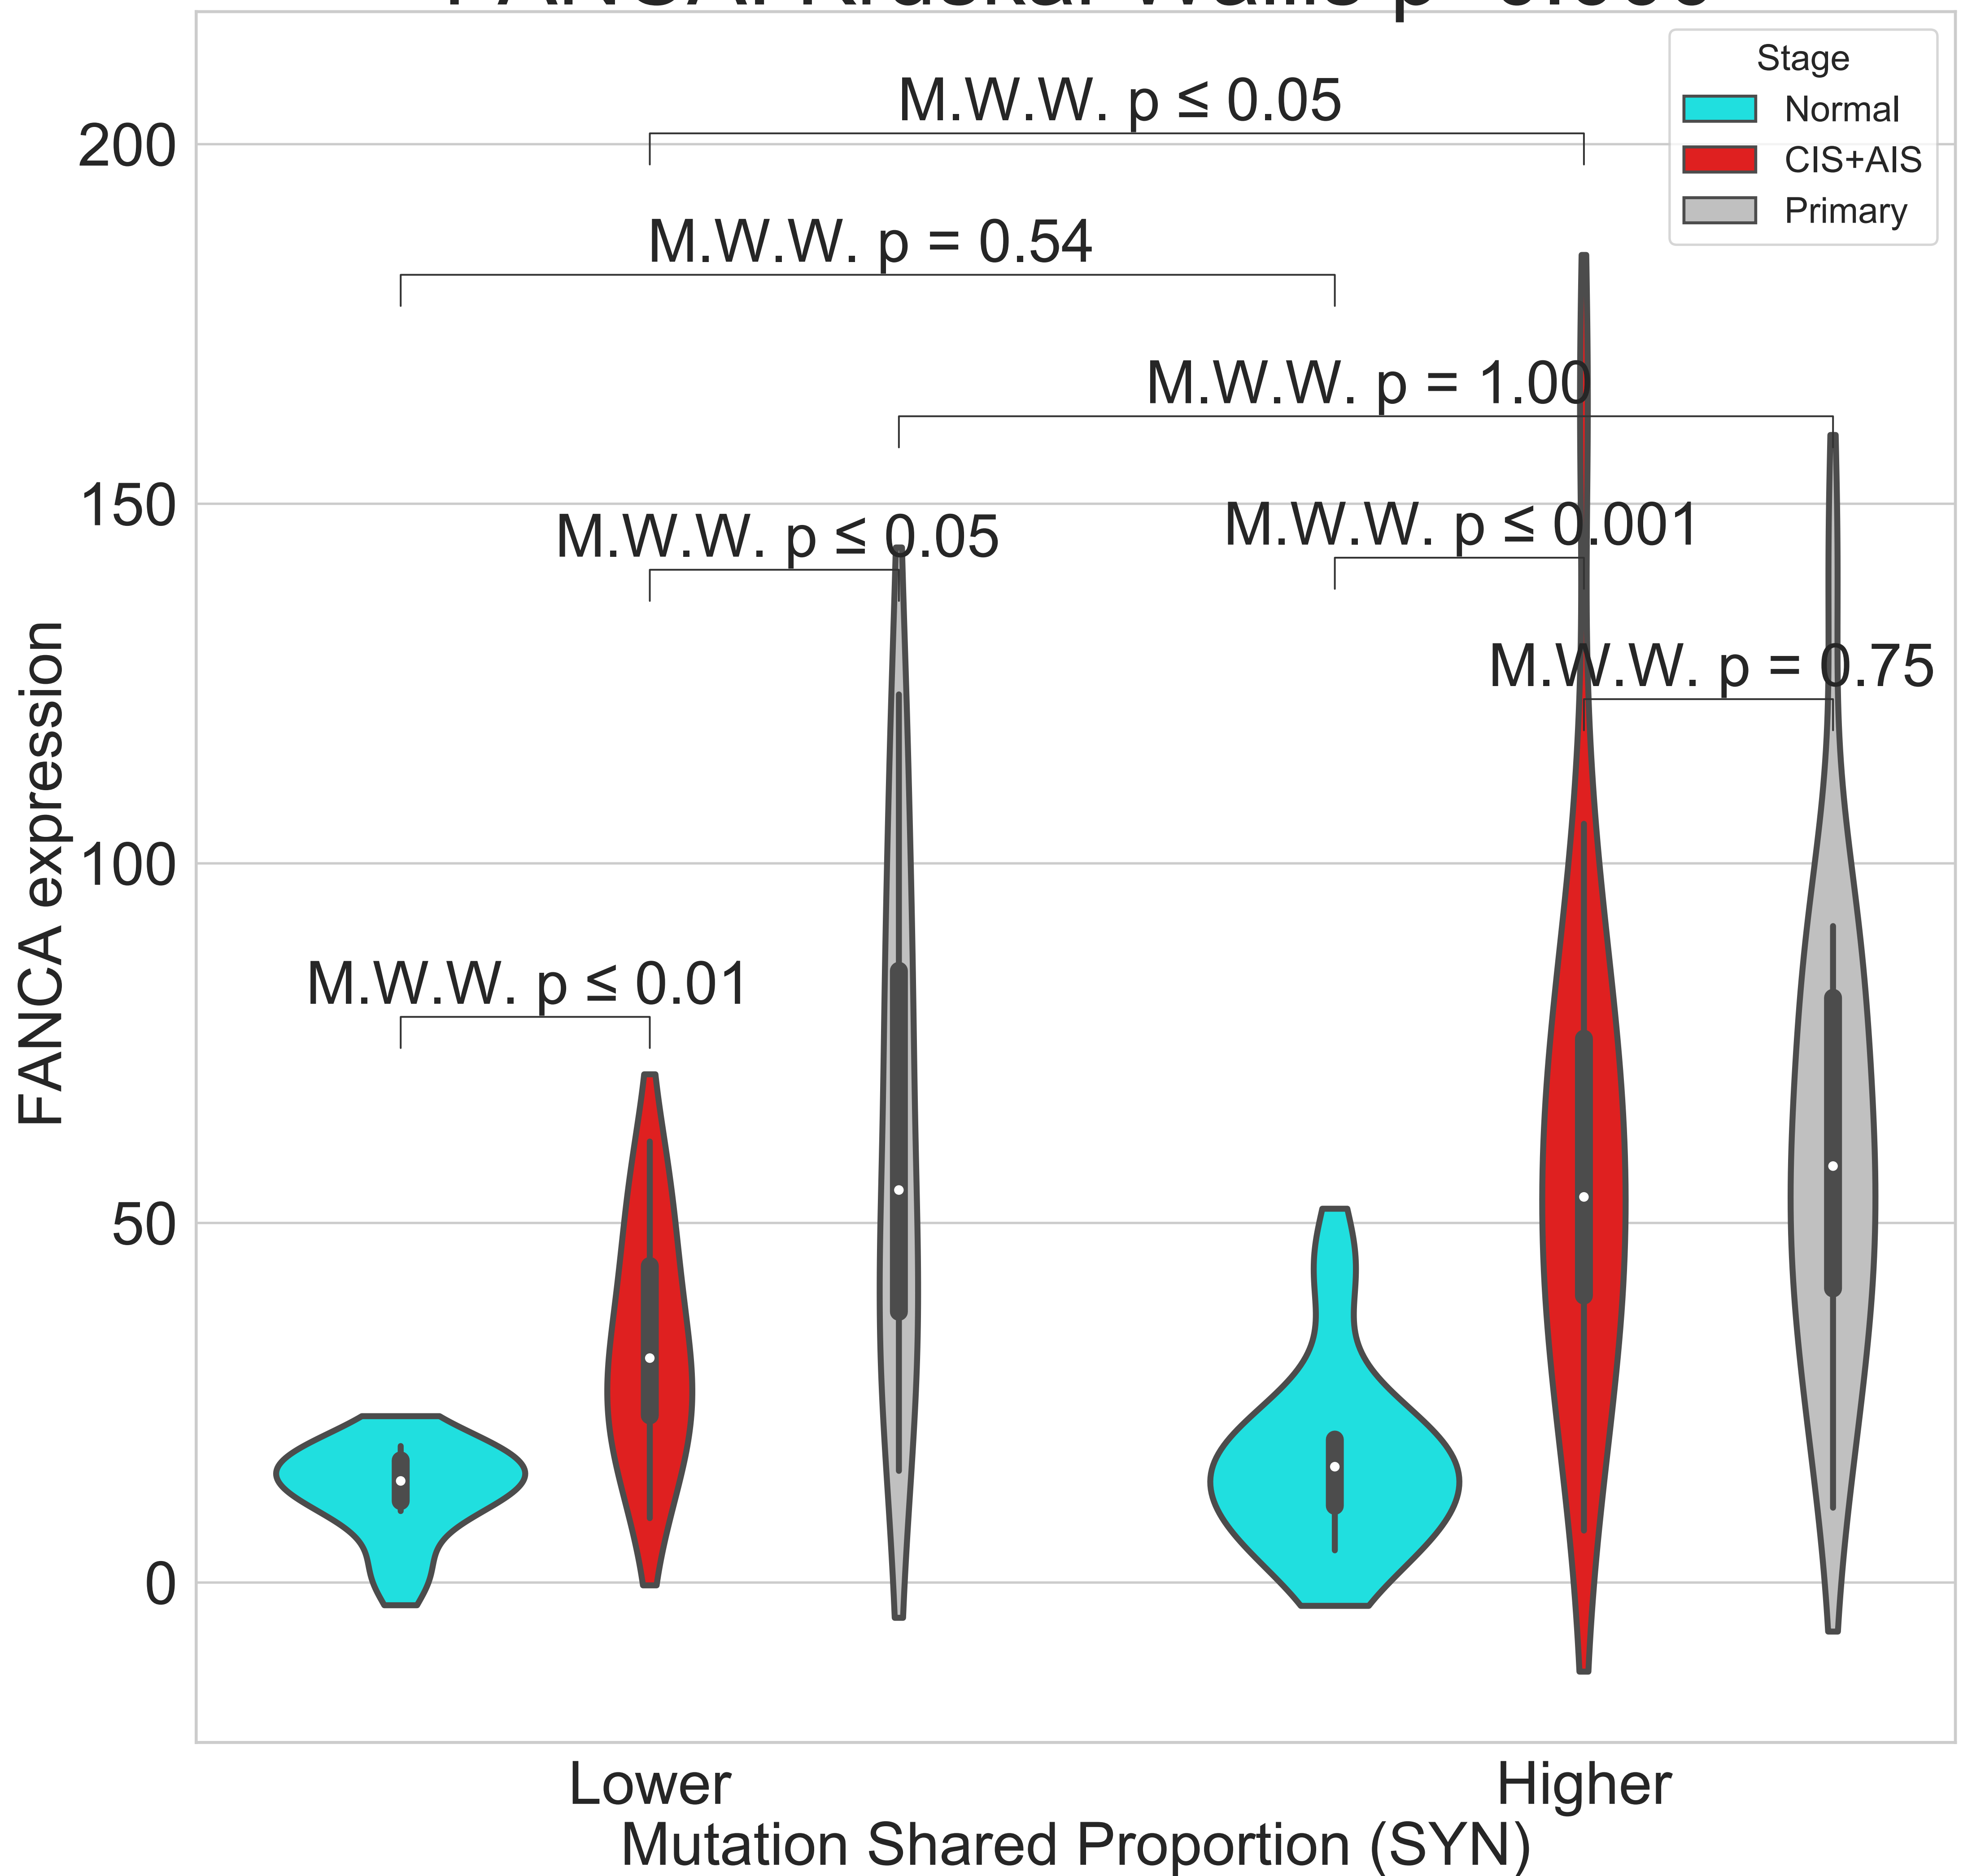 Stage
Normal
CIS+AIS
Primary
M.W.W. p ≤ 0.05
M.W.W. p = 0.54
M.W.W. p = 1.00
M.W.W. p ≤ 0.05
M.W.W. p ≤ 0.001
M.W.W. p = 0.75
M.W.W. p ≤ 0.01
FANCA expression
200
150
100
50
0
Lower
Higher
Mutation Shared Proportion (SYN)